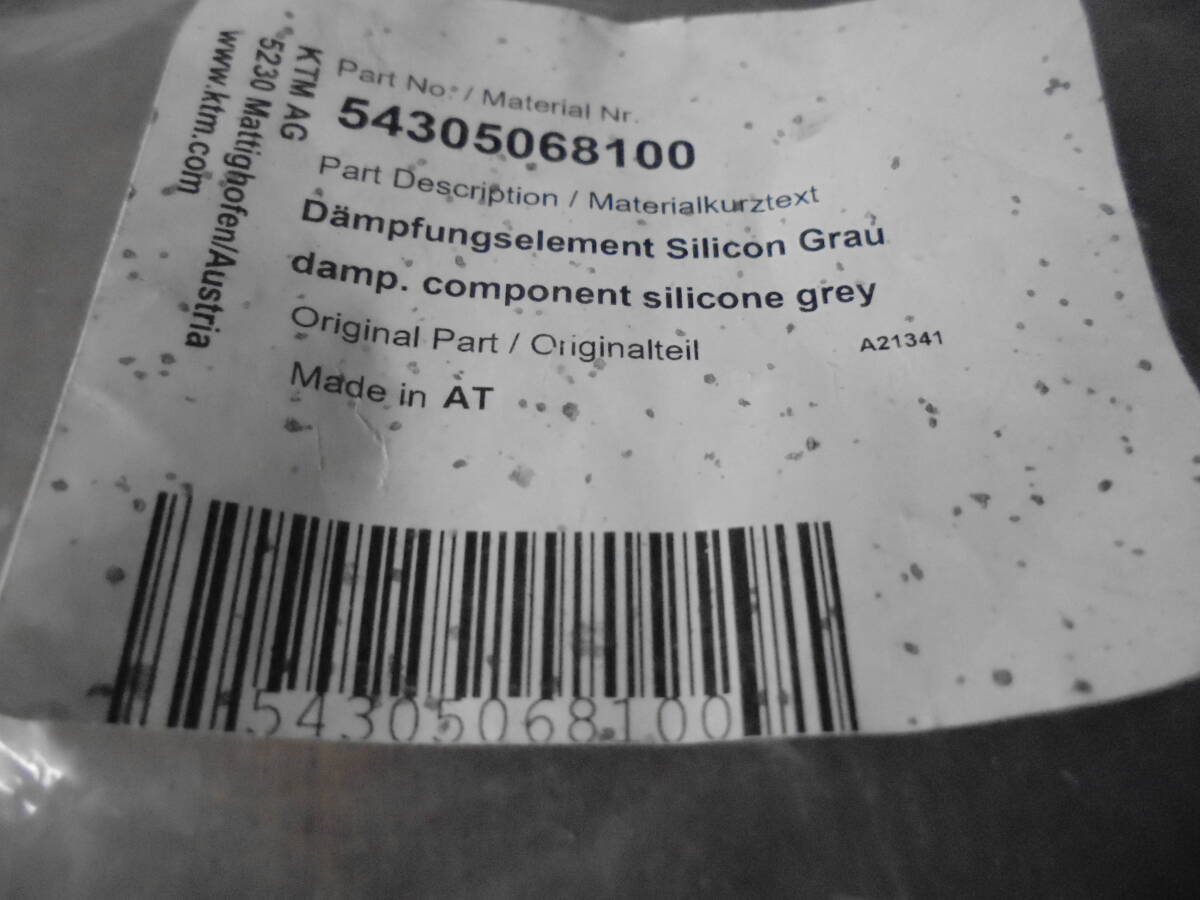 KTM AG
5230 Mattighofen/Austria
www.ktm.com
Part No. / Material Nr.
54305068100
Part Description / Materialkurztext
Dämpfungselement Silicon Grau
damp. component silicone grey
Original Part / Originalteil
A21341
Made in AT
54305068100